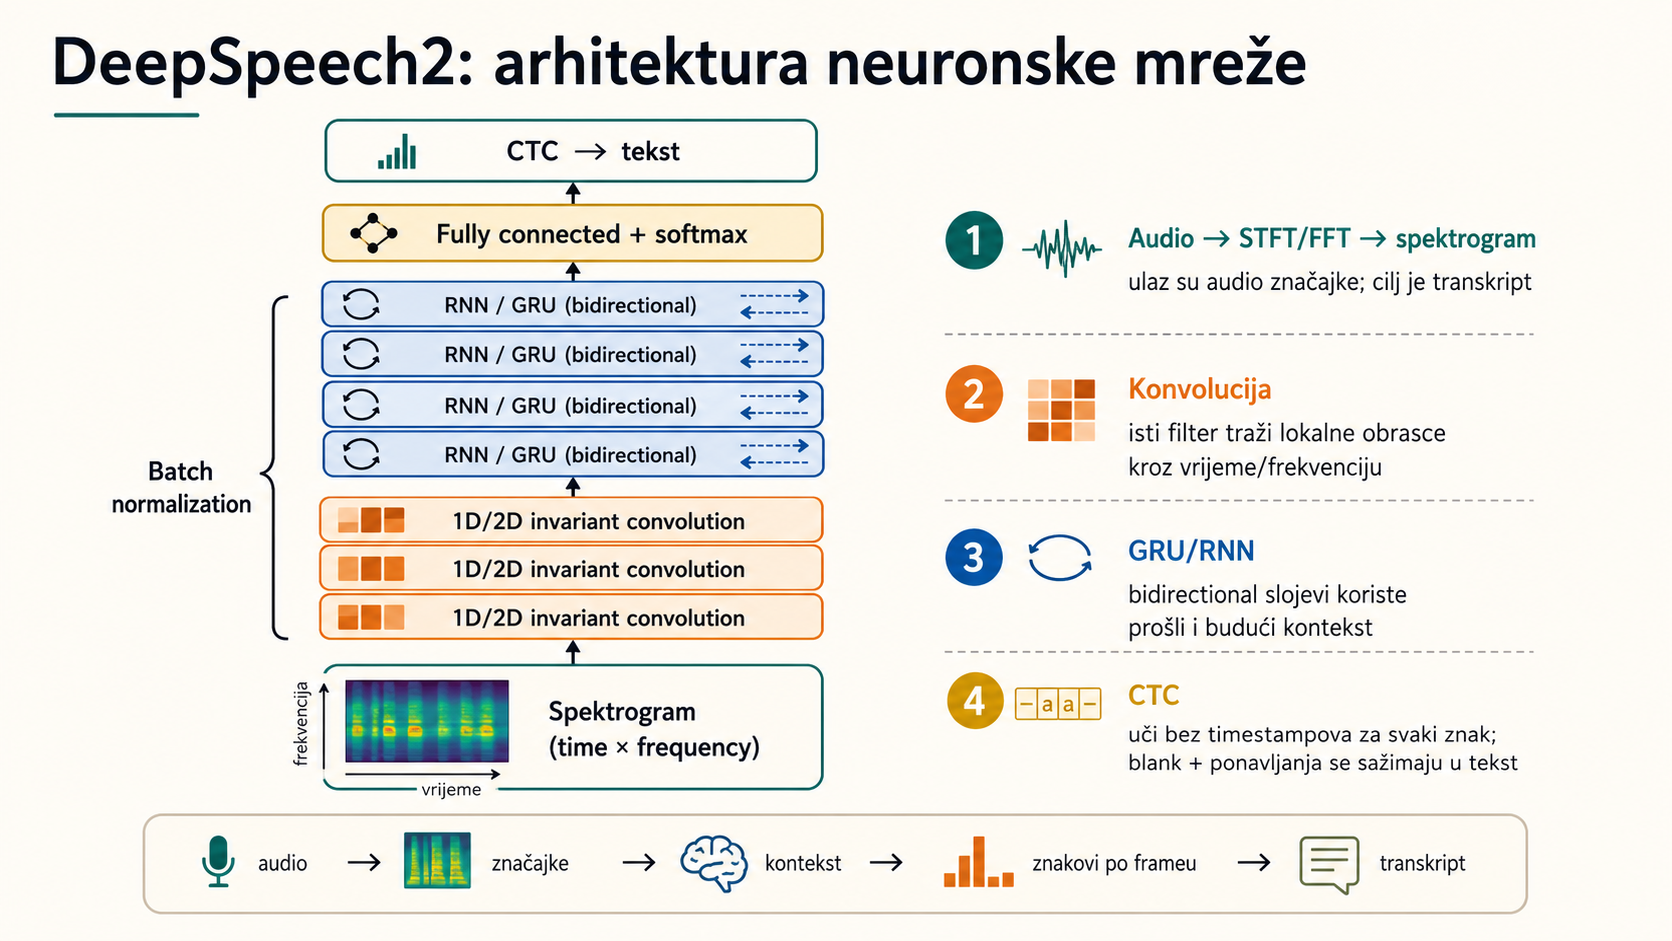 DeepSpeech2: arhitektura neuronske mreže
CTC → tekst
Fully connected + softmax
RNN / GRU (bidirectional)
RNN / GRU (bidirectional)
RNN / GRU (bidirectional)
RNN / GRU (bidirectional)
Batch
normalization
1D/2D invariant convolution
1D/2D invariant convolution
1D/2D invariant convolution
frekvencija
Spektrogram
(time × frequency)
vrijeme
1
Audio → STFT/FFT → spektrogram
ulaz su audio značajke; cilj je transkript
2
Konvolucija
isti filter traži lokalne obrasce
kroz vrijeme/frekvenciju
3
GRU/RNN
bidirectional slojevi koriste
prošli i budući kontekst
4
– a a –
CTC
uči bez timestampova za svaki znak;
blank + ponavljanja se sažimaju u tekst
audio → značajke → kontekst → znakovi po frameu → transkript